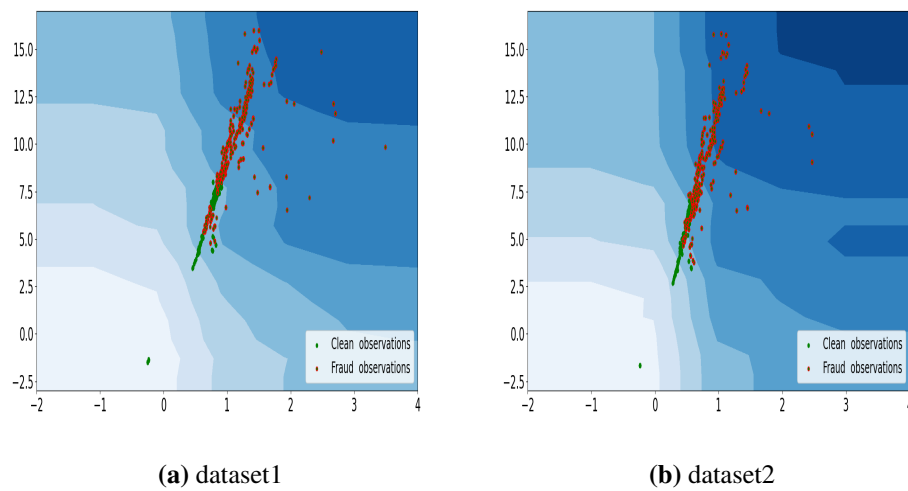 15.0
12.5
10.0
7.5
5.0
2.5
0.0
−2.5
−2 −1 0 1 2 3 4
Clean observations
Fraud observations
15.0
12.5
10.0
7.5
5.0
2.5
0.0
−2.5
−2 −1 0 1 2 3 4
Clean observations
Fraud observations
(a) dataset1
(b) dataset2